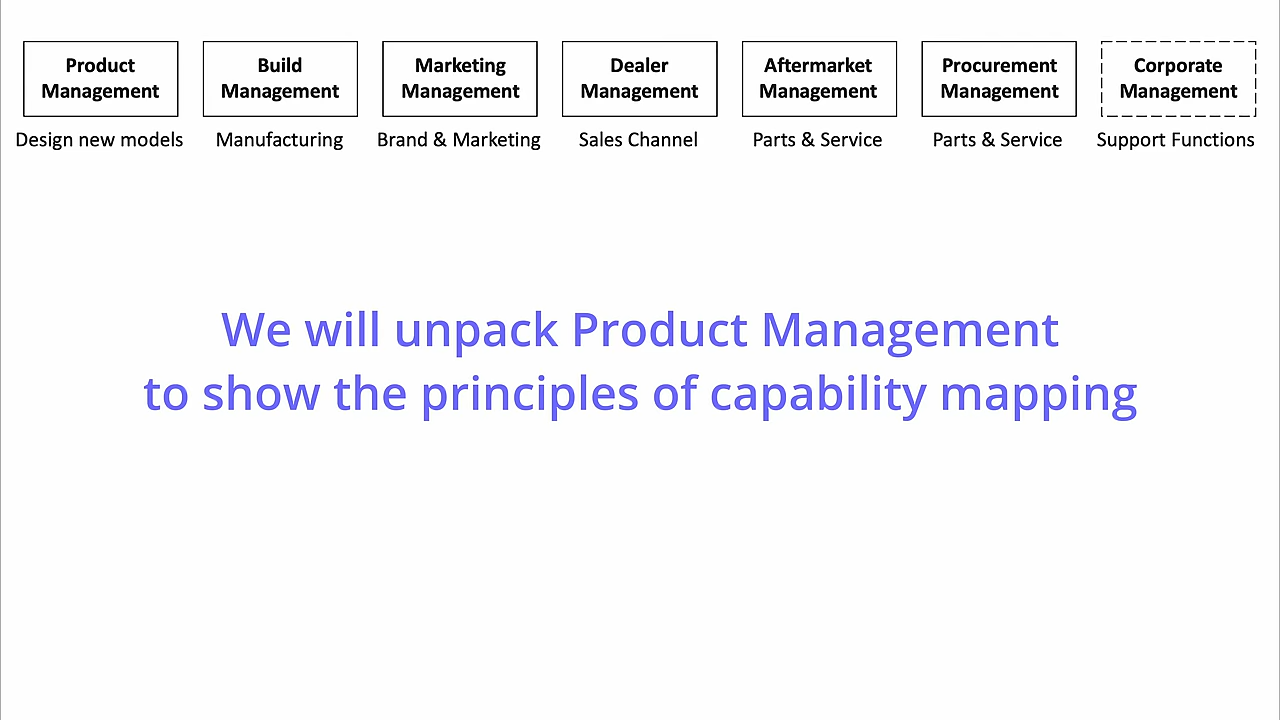 Product
Management
Build
Management
Marketing
Management
Dealer
Management
Aftermarket
Management
Procurement
Management
Corporate
Management
Design new models
Manufacturing
Brand & Marketing
Sales Channel
Parts & Service
Parts & Service
Support Functions
We will unpack Product Management
to show the principles of capability mapping